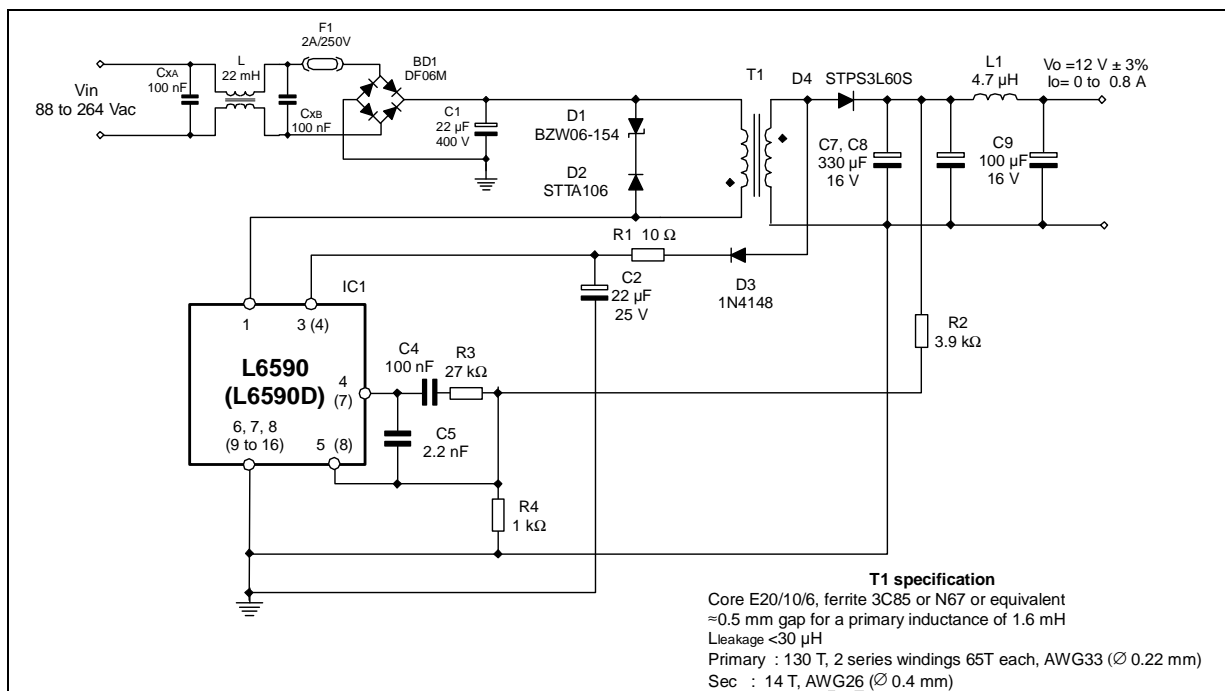 F1
2A/250V
L
22 mH
CxA
100 nF
BD1
DF06M
Vin
88 to 264 Vac
CxB
100 nF
C1
22 µF
400 V
D1
BZW06-154
D2
STTA106
T1
D4 STPS3L60S
L1
4.7 µH
Vo =12 V ± 3%
Io= 0 to 0.8 A
C7, C8
330 µF
16 V
C9
100 µF
16 V
R1 10 Ω
D3
1N4148
C2
22 µF
25 V
R2
3.9 kΩ
IC1
1
3 (4)
L6590
(L6590D)
4
(7)
6, 7, 8
(9 to 16)
5 (8)
C4
100 nF
R3
27 kΩ
C5
2.2 nF
R4
1 kΩ
T1 specification
Core E20/10/6, ferrite 3C85 or N67 or equivalent
≈0.5 mm gap for a primary inductance of 1.6 mH
Lleakage <30 µH
Primary : 130 T, 2 series windings 65T each, AWG33 (∅ 0.22 mm)
Sec : 14 T, AWG26 (∅ 0.4 mm)